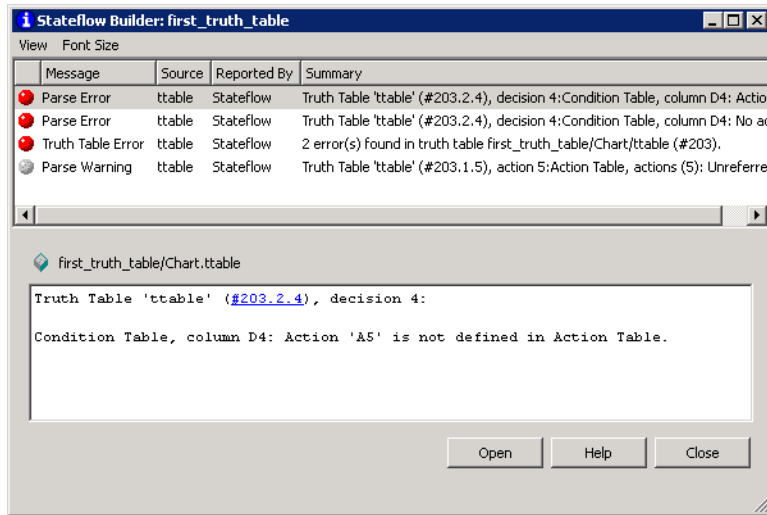 Stateflow Builder: first_truth_table
View Font Size
Message Source Reported By Summary
Parse Error ttable Stateflow Truth Table 'ttable' (#203.2.4), decision 4:Condition Table, column D4: Actio
Parse Error ttable Stateflow Truth Table 'ttable' (#203.2.4), decision 4:Condition Table, column D4: No a
Truth Table Error ttable Stateflow 2 error(s) found in truth table first_truth_table/Chart/ttable (#203).
Parse Warning ttable Stateflow Truth Table 'ttable' (#203.1.5), action 5:Action Table, actions (5): Unreferre
first_truth_table/Chart.ttable
Truth Table 'ttable' (#203.2.4), decision 4:
Condition Table, column D4: Action 'A5' is not defined in Action Table.
Open Help Close